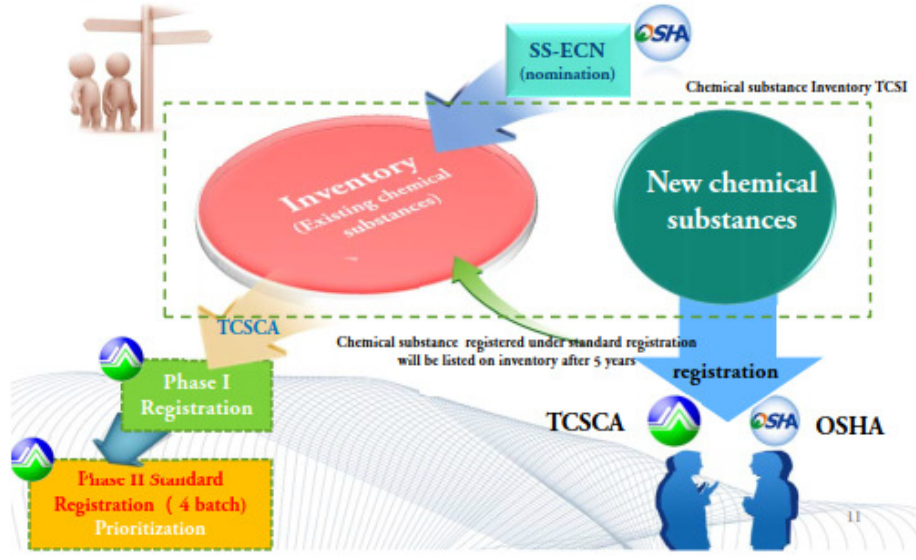 SS-ECN
(nomination)
OSHA
Chemical substance Inventory TCSI
Inventory
(Existing chemical
substances)
New chemical
substances
TCSCA
Chemical substance registered under standard registration
will be listed on inventory after 5 years
registration
Phase I
Registration
TCSCA
OSHA
OSHA
Phase II Standard
Registration ( 4 batch)
Prioritization
11